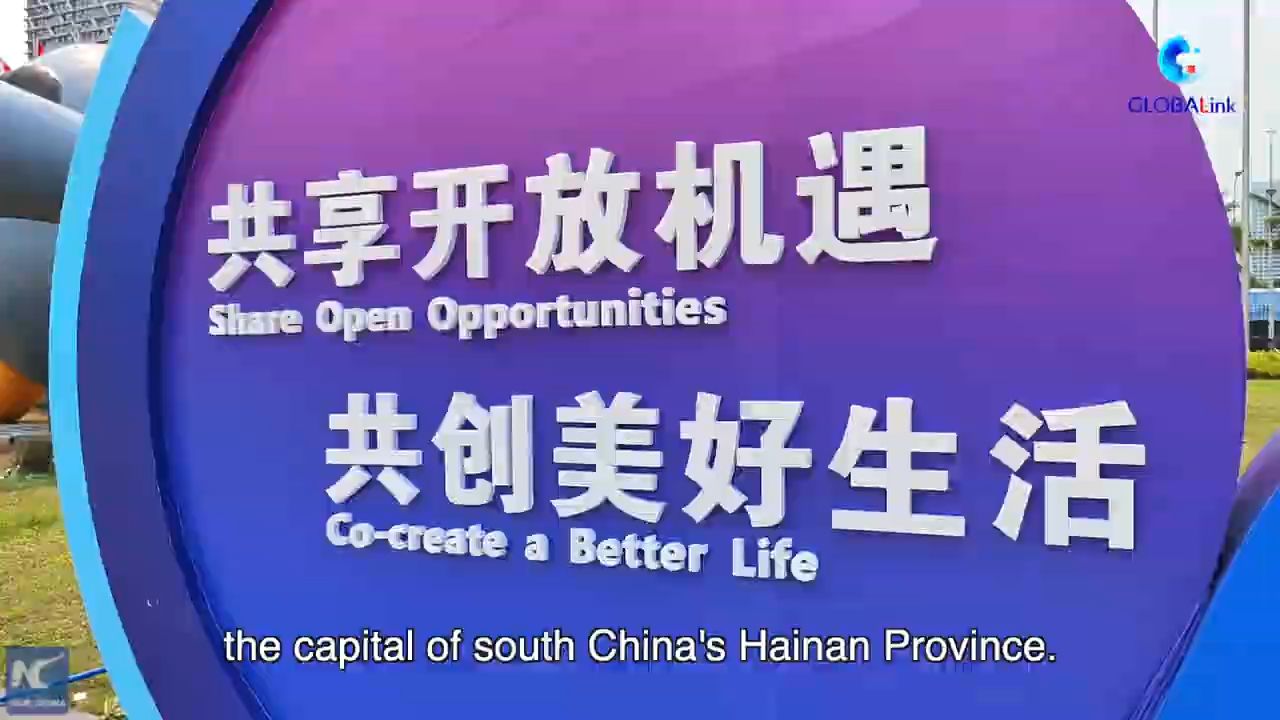 GLOBALink
共享开放机遇
Share Open Opportunities
共创美好生活
Co-create a Better Life
the capital of south China's Hainan Province.